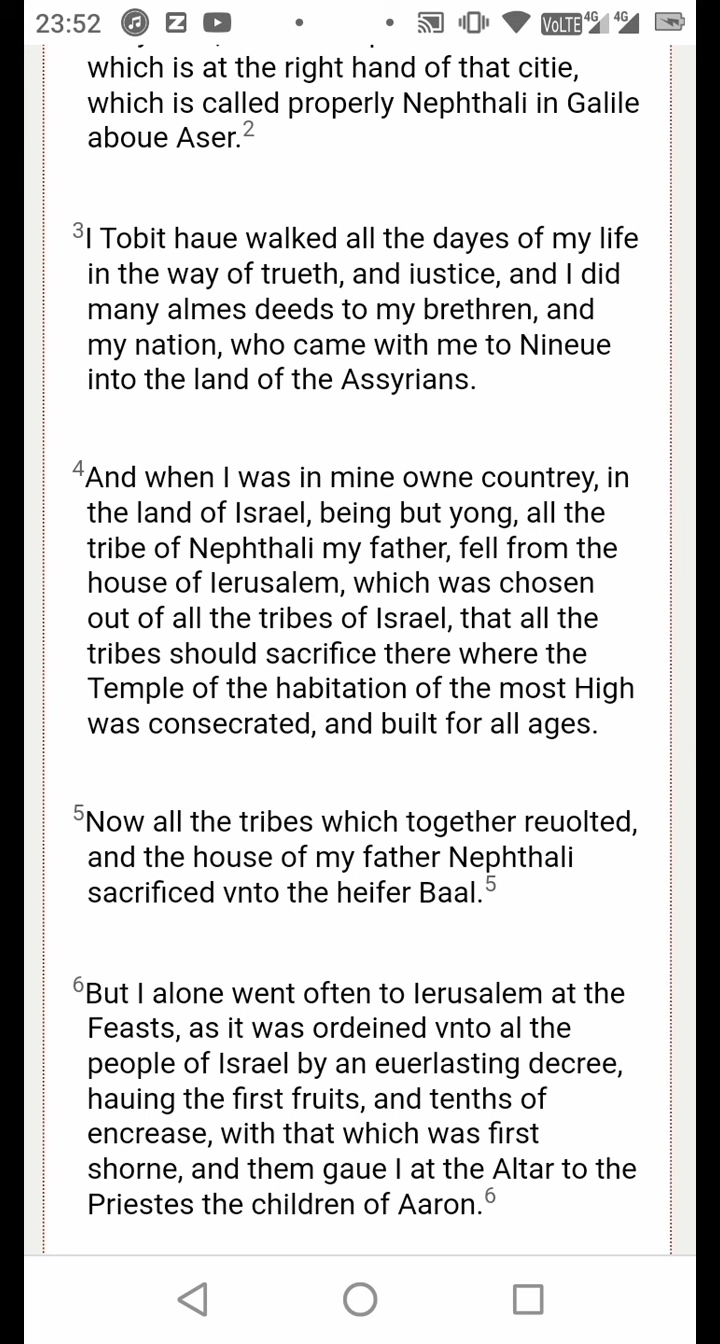 23:52 VoLTE 4G 4G
which is at the right hand of that citie,
which is called properly Nephthali in Galile
aboue Aser.2
3I Tobit haue walked all the dayes of my life
in the way of trueth, and iustice, and I did
many almes deeds to my brethren, and
my nation, who came with me to Nineue
into the land of the Assyrians.
4And when I was in mine owne countrey, in
the land of Israel, being but yong, all the
tribe of Nephthali my father, fell from the
house of Ierusalem, which was chosen
out of all the tribes of Israel, that all the
tribes should sacrifice there where the
Temple of the habitation of the most High
was consecrated, and built for all ages.
5Now all the tribes which together reuolted,
and the house of my father Nephthali
sacrificed vnto the heifer Baal.5
6But I alone went often to Ierusalem at the
Feasts, as it was ordeined vnto al the
people of Israel by an euerlasting decree,
hauing the first fruits, and tenths of
encrease, with that which was first
shorne, and them gaue I at the Altar to the
Priestes the children of Aaron.6